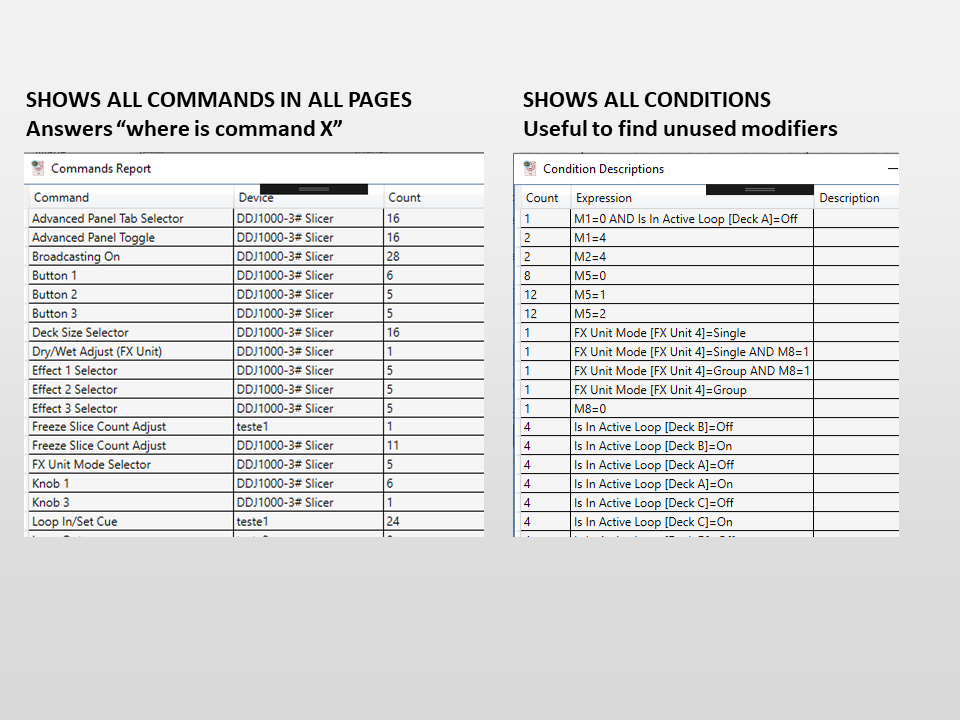 SHOWS ALL COMMANDS IN ALL PAGES
Answers “where is command X”
Commands Report
Command Device Count
Advanced Panel Tab Selector DDJ1000-3# Slicer 16
Advanced Panel Toggle DDJ1000-3# Slicer 16
Broadcasting On DDJ1000-3# Slicer 28
Button 1 DDJ1000-3# Slicer 6
Button 2 DDJ1000-3# Slicer 5
Button 3 DDJ1000-3# Slicer 5
Deck Size Selector DDJ1000-3# Slicer 16
Dry/Wet Adjust (FX Unit) DDJ1000-3# Slicer 1
Effect 1 Selector DDJ1000-3# Slicer 5
Effect 2 Selector DDJ1000-3# Slicer 5
Effect 3 Selector DDJ1000-3# Slicer 5
Freeze Slice Count Adjust teste1 1
Freeze Slice Count Adjust DDJ1000-3# Slicer 11
FX Unit Mode Selector DDJ1000-3# Slicer 5
Knob 1 DDJ1000-3# Slicer 6
Knob 3 DDJ1000-3# Slicer 1
Loop In/Set Cue teste1 24
SHOWS ALL CONDITIONS
Useful to find unused modifiers
Condition Descriptions
Count Expression Description
1 M1=0 AND Is In Active Loop [Deck A]=Off
2 M1=4
2 M2=4
8 M5=0
12 M5=1
12 M5=2
1 FX Unit Mode [FX Unit 4]=Single
1 FX Unit Mode [FX Unit 4]=Single AND M8=1
1 FX Unit Mode [FX Unit 4]=Group AND M8=1
1 FX Unit Mode [FX Unit 4]=Group
1 M8=0
4 Is In Active Loop [Deck B]=Off
4 Is In Active Loop [Deck B]=On
4 Is In Active Loop [Deck A]=Off
4 Is In Active Loop [Deck A]=On
4 Is In Active Loop [Deck C]=Off
4 Is In Active Loop [Deck C]=On